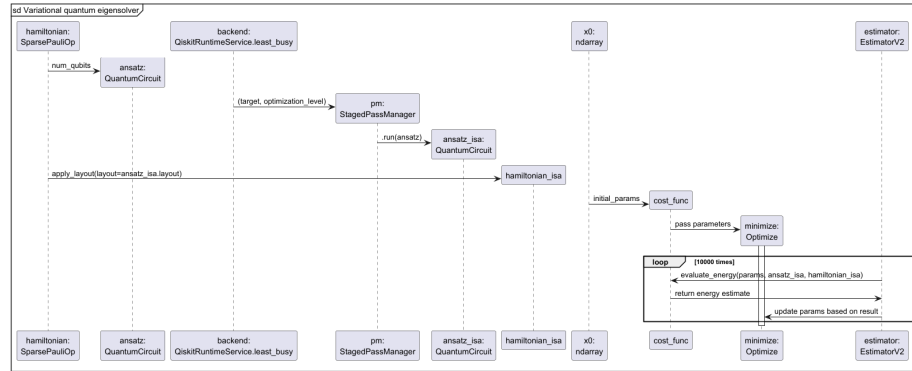 sd Variational quantum eigensolver
hamiltonian:
SparsePauliOp
backend:
QiskitRuntimeService.least_busy
x0:
ndarray
estimator:
EstimatorV2
num_qubits
ansatz:
QuantumCircuit
(target, optimization_level)
pm:
StagedPassManager
.run(ansatz)
ansatz_isa:
QuantumCircuit
apply_layout(layout=ansatz_isa.layout)
hamiltonian_isa
initial_params
cost_func
pass parameters
minimize:
Optimize
loop [10000 times]
evaluate_energy(params, ansatz_isa, hamiltonian_isa)
return energy estimate
update params based on result
hamiltonian:
SparsePauliOp
ansatz:
QuantumCircuit
backend:
QiskitRuntimeService.least_busy
pm:
StagedPassManager
ansatz_isa:
QuantumCircuit
hamiltonian_isa
x0:
ndarray
cost_func
minimize:
Optimize
estimator:
EstimatorV2